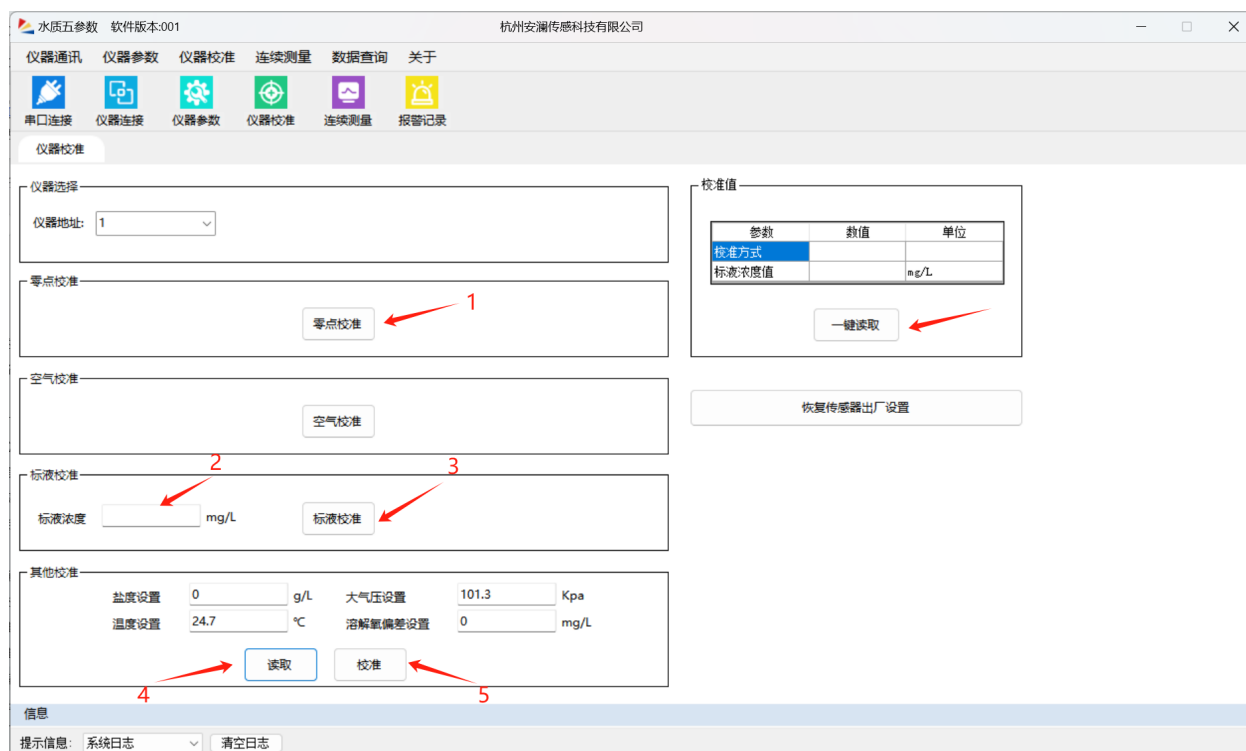 水质五参数 软件版本:001 杭州安澜传感科技有限公司
仪器通讯 仪器参数 仪器校准 连续测量 数据查询 关于
串口连接 仪器连接 仪器参数 仪器校准 连续测量 报警记录
仪器校准
仪器选择
仪器地址: 1
零点校准
零点校准 1
空气校准
空气校准
标液校准 2 3
标液浓度 mg/L 标液校准
其他校准
盐度设置 0 g/L 大气压设置 101.3 Kpa
温度设置 24.7 ℃ 溶解氧偏差设置 0 mg/L
读取 校准
4 5
校准值
参数 数值 单位
校准方式
标液浓度值 mg/L
一键读取
恢复传感器出厂设置
信息
提示信息: 系统日志 清空日志